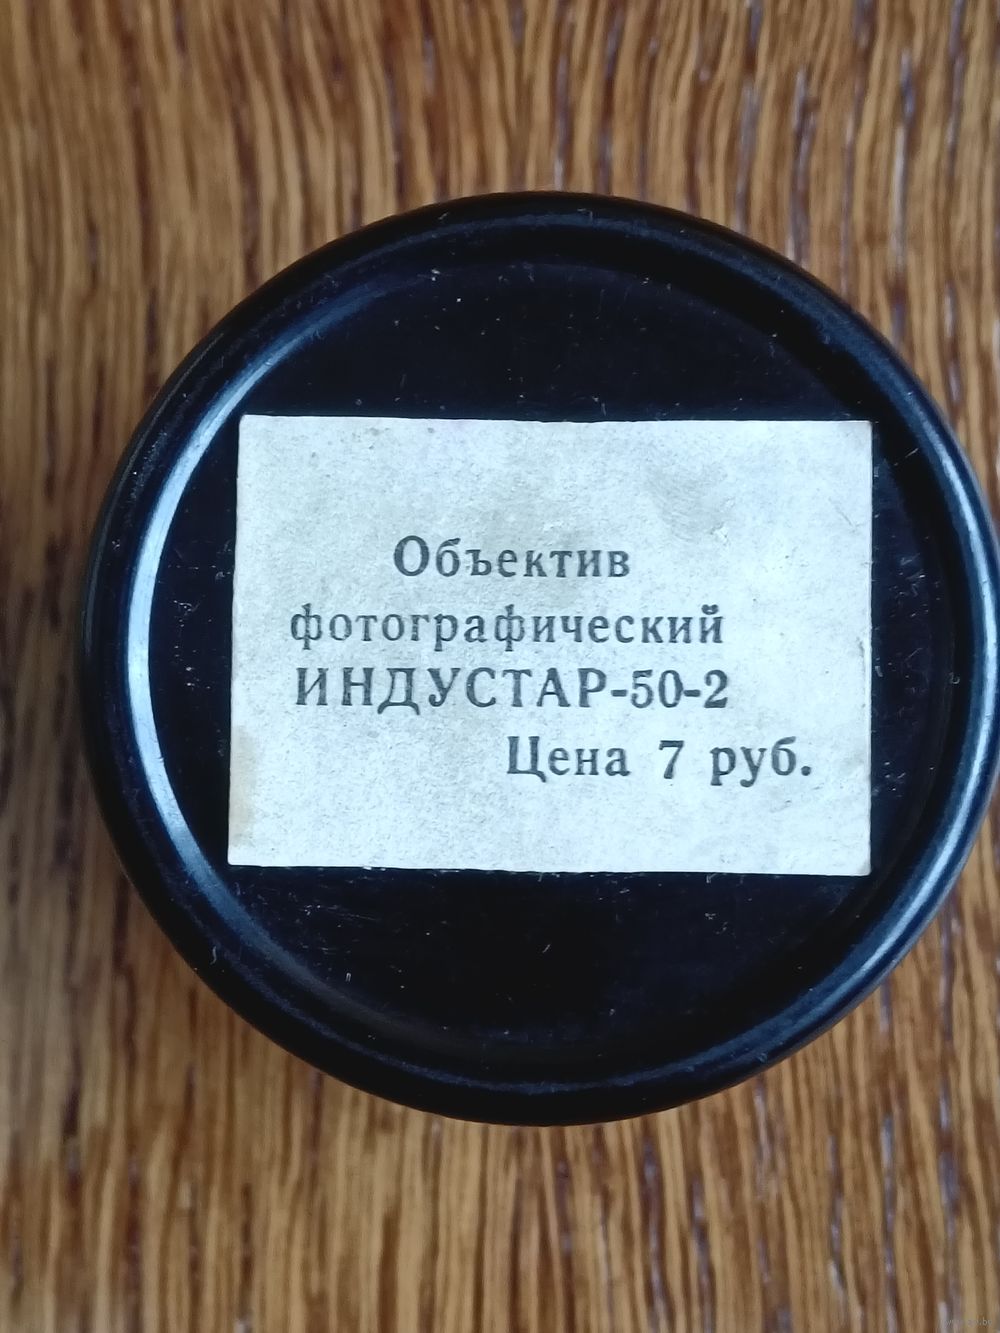 Объектив
фотографический
ИНДУСТАР-50-2
Цена 7 руб.